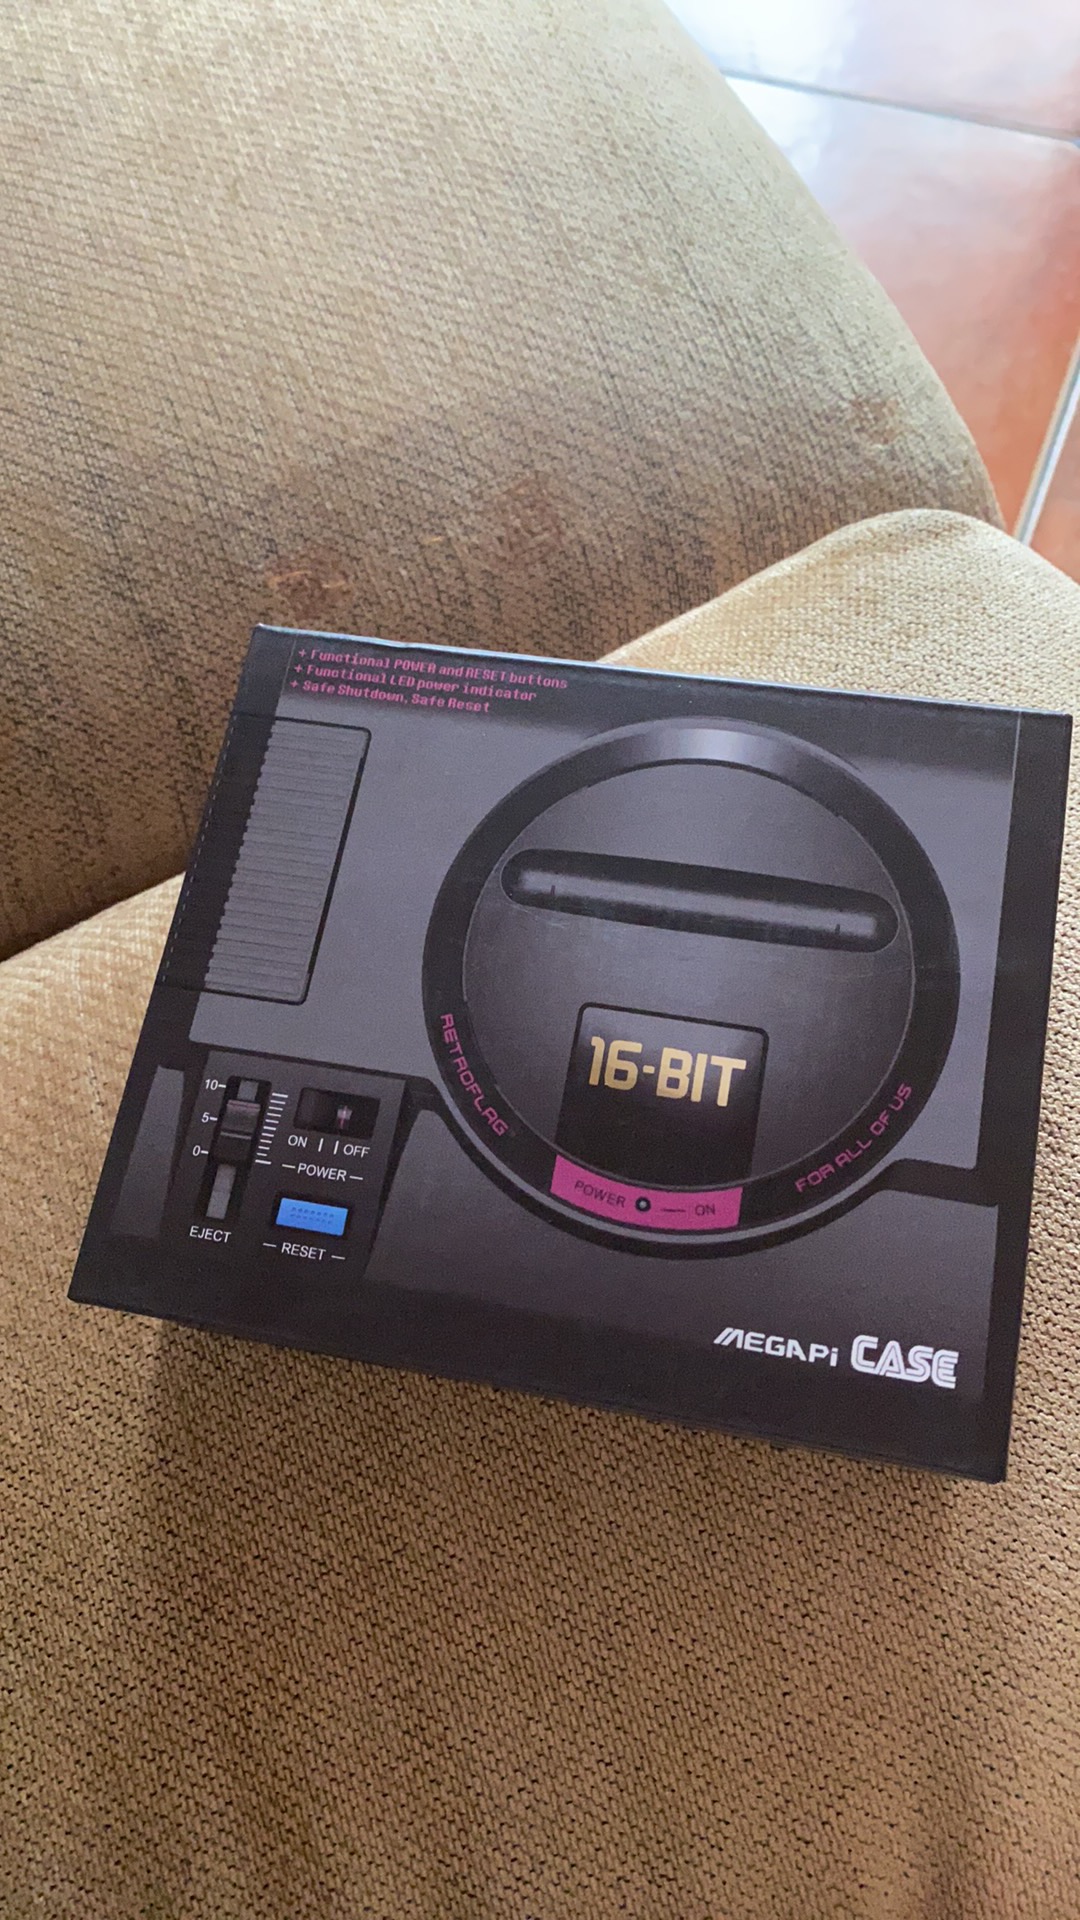 + Functional POWER and RESET buttons
+ Functional LED power indicator
+ Safe Shutdown, Safe Reset
16-BIT
RETROFLAG
FOR ALL OF US
POWER ON
10
5
0
ON OFF
POWER
EJECT
RESET
MEGAPi CASE